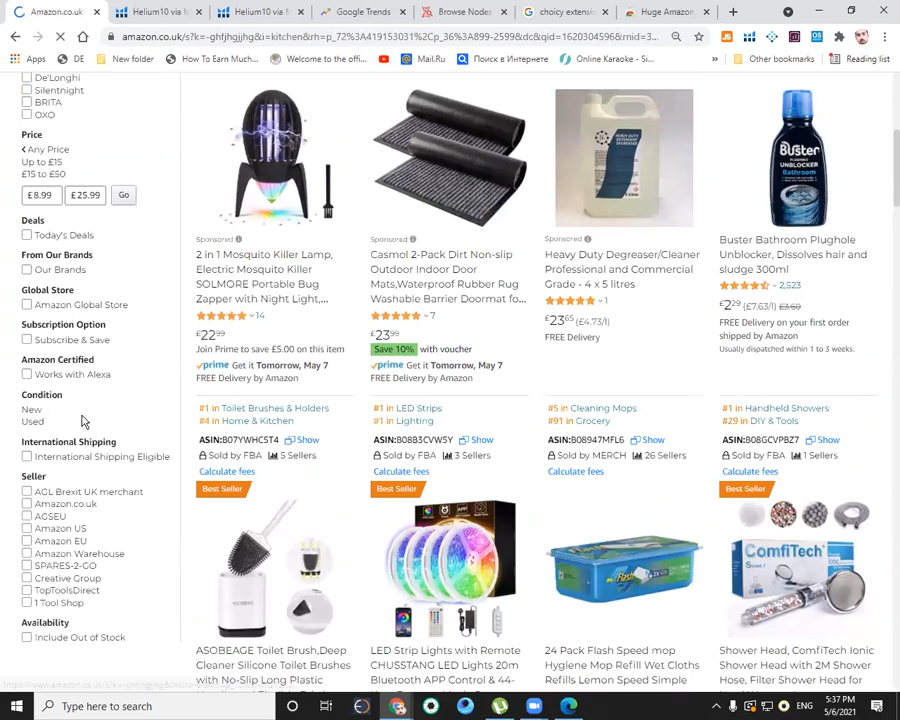 Amazon.co.uk
Helium10 via M
Helium10 via M
Google Trends
Browse Nodes
choicy extensi
Huge Amazon
amazon.co.uk/s?k=-ghfjhgjjhg&i=kitchen&rh=p_72%3A419153031%2Cp_36%3A899-2599&dc&qid=1620304596&rnid=3...
Apps
DE
New folder
How To Earn Money...
Welcome to the offi...
Mail.Ru
Поиск в Интернете
Online Karaoke - Si...
Other bookmarks
Reading list
De'Longhi
Silentnight
BRITA
OXO
Price
Any Price
Up to £15
£15 to £50
£8.99
£25.99
Go
Deals
Today's Deals
From Our Brands
Our Brands
Global Store
Amazon Global Store
Subscription Option
Subscribe & Save
Amazon Certified
Works with Alexa
Condition
New
Used
International Shipping
International Shipping Eligible
Seller
AGL Brexit UK merchant
Amazon.co.uk
AGSEU
Amazon US
Amazon EU
Amazon Warehouse
SPARES-2-GO
Creative Group
TopToolsDirect
1 Tool Shop
Availability
Include Out of Stock
Sponsored
2 in 1 Mosquito Killer Lamp,
Electric Mosquito Killer
SOLMORE Portable Bug
Zapper with Night Light,...
14
£22⁹⁹
Join Prime to save £5.00 on this item
prime Get it Tomorrow, May 7
FREE Delivery by Amazon
Sponsored
Casmol 2-Pack Dirt Non-slip
Outdoor Indoor Door
Mats,Waterproof Rubber Rug
Washable Barrier Doormat fo...
7
£23⁹⁹
Save 10% with voucher
prime Get it Tomorrow, May 7
FREE Delivery by Amazon
HEAVY DUTY DETERGENT DEGREASER
Sponsored
Heavy Duty Degreaser/Cleaner
Professional and Commercial
Grade - 4 x 5 litres
1
£23⁶⁵ (£4.73/l)
FREE Delivery
Buster
PLUGHOLE
UNBLOCKER
Bathroom
Buster Bathroom Plughole
Unblocker, Dissolves hair and
sludge 300ml
2,523
£2²⁹ (£7.63/l) £3.60
FREE Delivery on your first order
shipped by Amazon
Usually dispatched within 1 to 3 weeks.
#1 in Toilet Brushes & Holders
#4 in Home & Kitchen
ASIN:B07YWHC5T4 Show
Sold by FBA 5 Sellers
Calculate fees
Best Seller
#1 in LED Strips
#1 in Lighting
ASIN:B08B3CVW5Y Show
Sold by FBA 3 Sellers
Calculate fees
Best Seller
#5 in Cleaning Mops
#91 in Grocery
ASIN:B08947MFL6 Show
Sold by MERCH 26 Sellers
Calculate fees
#1 in Handheld Showers
#29 in DIY & Tools
ASIN:B08GCVPBZ7 Show
Sold by FBA 1 Sellers
Calculate fees
Best Seller
Flash
ComfiTech
ASOBEAGE Toilet Brush,Deep
Cleaner Silicone Toilet Brushes
with No-Slip Long Plastic
LED Strip Lights with Remote
CHUSSTANG LED Lights 20m
Bluetooth APP Control & 44-
24 Pack Flash Speed mop
Hygiene Mop Refill Wet Cloths
Refills Lemon Speed Simple
Shower Head, ComfiTech Ionic
Shower Head with 2M Shower
Hose, Filter Shower Head for
Type here to search
ENG
5:37 PM
5/6/2021